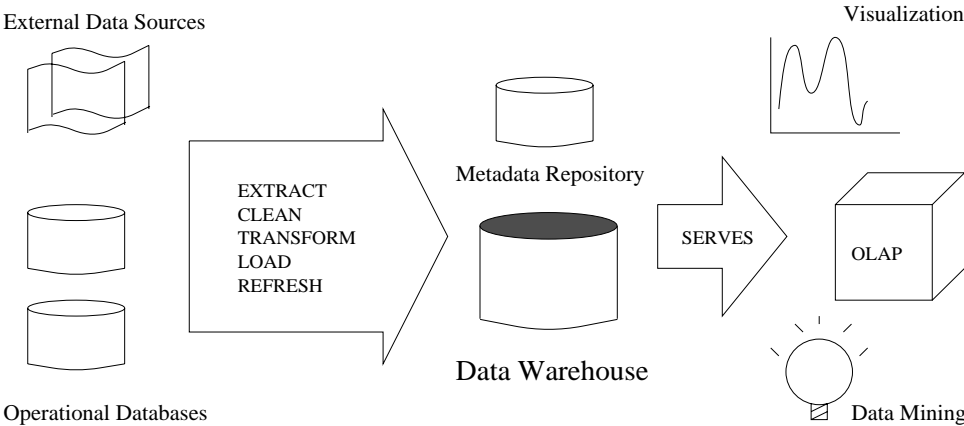 External Data Sources
Visualization
Metadata Repository
EXTRACT
CLEAN
TRANSFORM
LOAD
REFRESH
SERVES
OLAP
Data Warehouse
Operational Databases
Data Mining